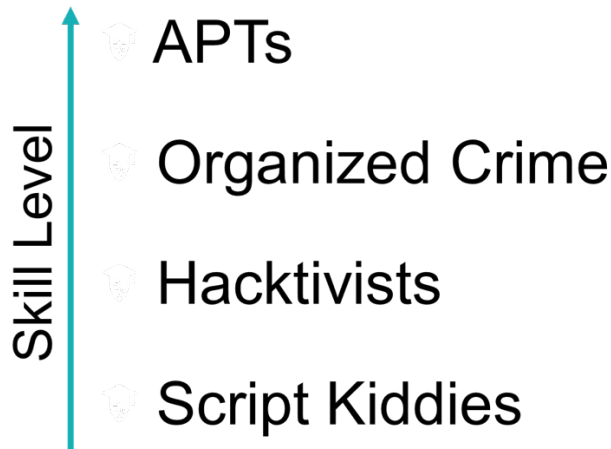 APTs
Organized Crime
Hacktivists
Script Kiddies
Skill Level